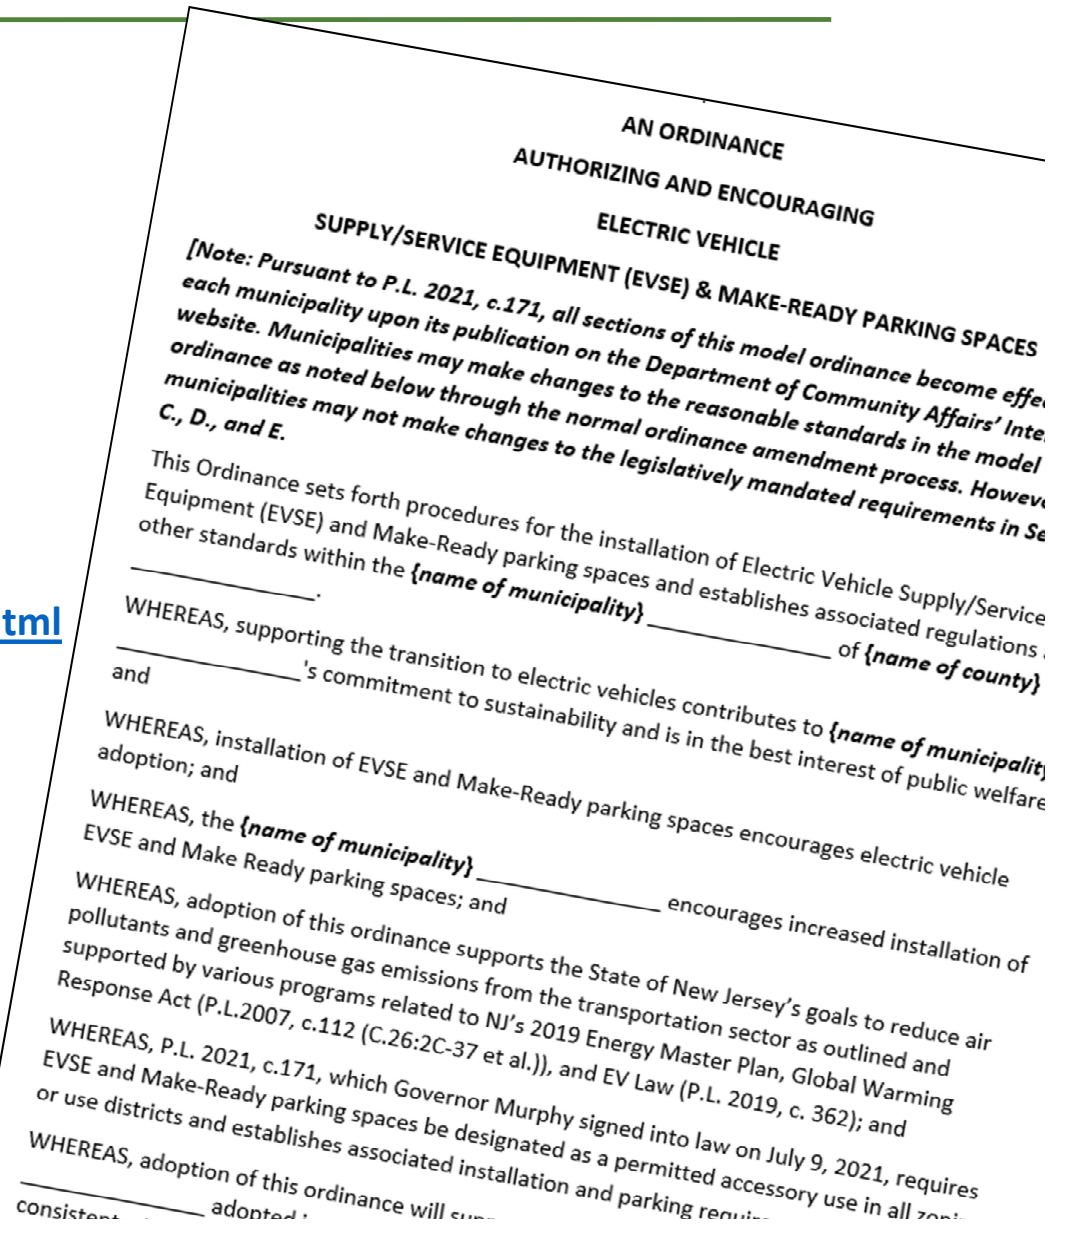 AN ORDINANCE
AUTHORIZING AND ENCOURAGING
ELECTRIC VEHICLE
SUPPLY/SERVICE EQUIPMENT (EVSE) & MAKE-READY PARKING SPACES
[Note: Pursuant to P.L. 2021, c.171, all sections of this model ordinance become effe
each municipality upon its publication on the Department of Community Affairs' Inte
website. Municipalities may make changes to the reasonable standards in the model
ordinance as noted below through the normal ordinance amendment process. Howeve
municipalities may not make changes to the legislatively mandated requirements in Se
C., D., and E.
This Ordinance sets forth procedures for the installation of Electric Vehicle Supply/Service
Equipment (EVSE) and Make-Ready parking spaces and establishes associated regulations
other standards within the {name of municipality} _______________ of {name of county}
_______________.
WHEREAS, supporting the transition to electric vehicles contributes to {name of municipality
_______________'s commitment to sustainability and is in the best interest of public welfare
and
WHEREAS, installation of EVSE and Make-Ready parking spaces encourages electric vehicle
adoption; and
WHEREAS, the {name of municipality} _______________ encourages increased installation of
EVSE and Make Ready parking spaces; and
WHEREAS, adoption of this ordinance supports the State of New Jersey's goals to reduce air
pollutants and greenhouse gas emissions from the transportation sector as outlined and
supported by various programs related to NJ's 2019 Energy Master Plan, Global Warming
Response Act (P.L.2007, c.112 (C.26:2C-37 et al.)), and EV Law (P.L. 2019, c. 362); and
WHEREAS, P.L. 2021, c.171, which Governor Murphy signed into law on July 9, 2021, requires
EVSE and Make-Ready parking spaces be designated as a permitted accessory use in all zoni
or use districts and establishes associated installation and parking requir
WHEREAS, adoption of this ordinance will supp
_______________ adopted
consistent
tml